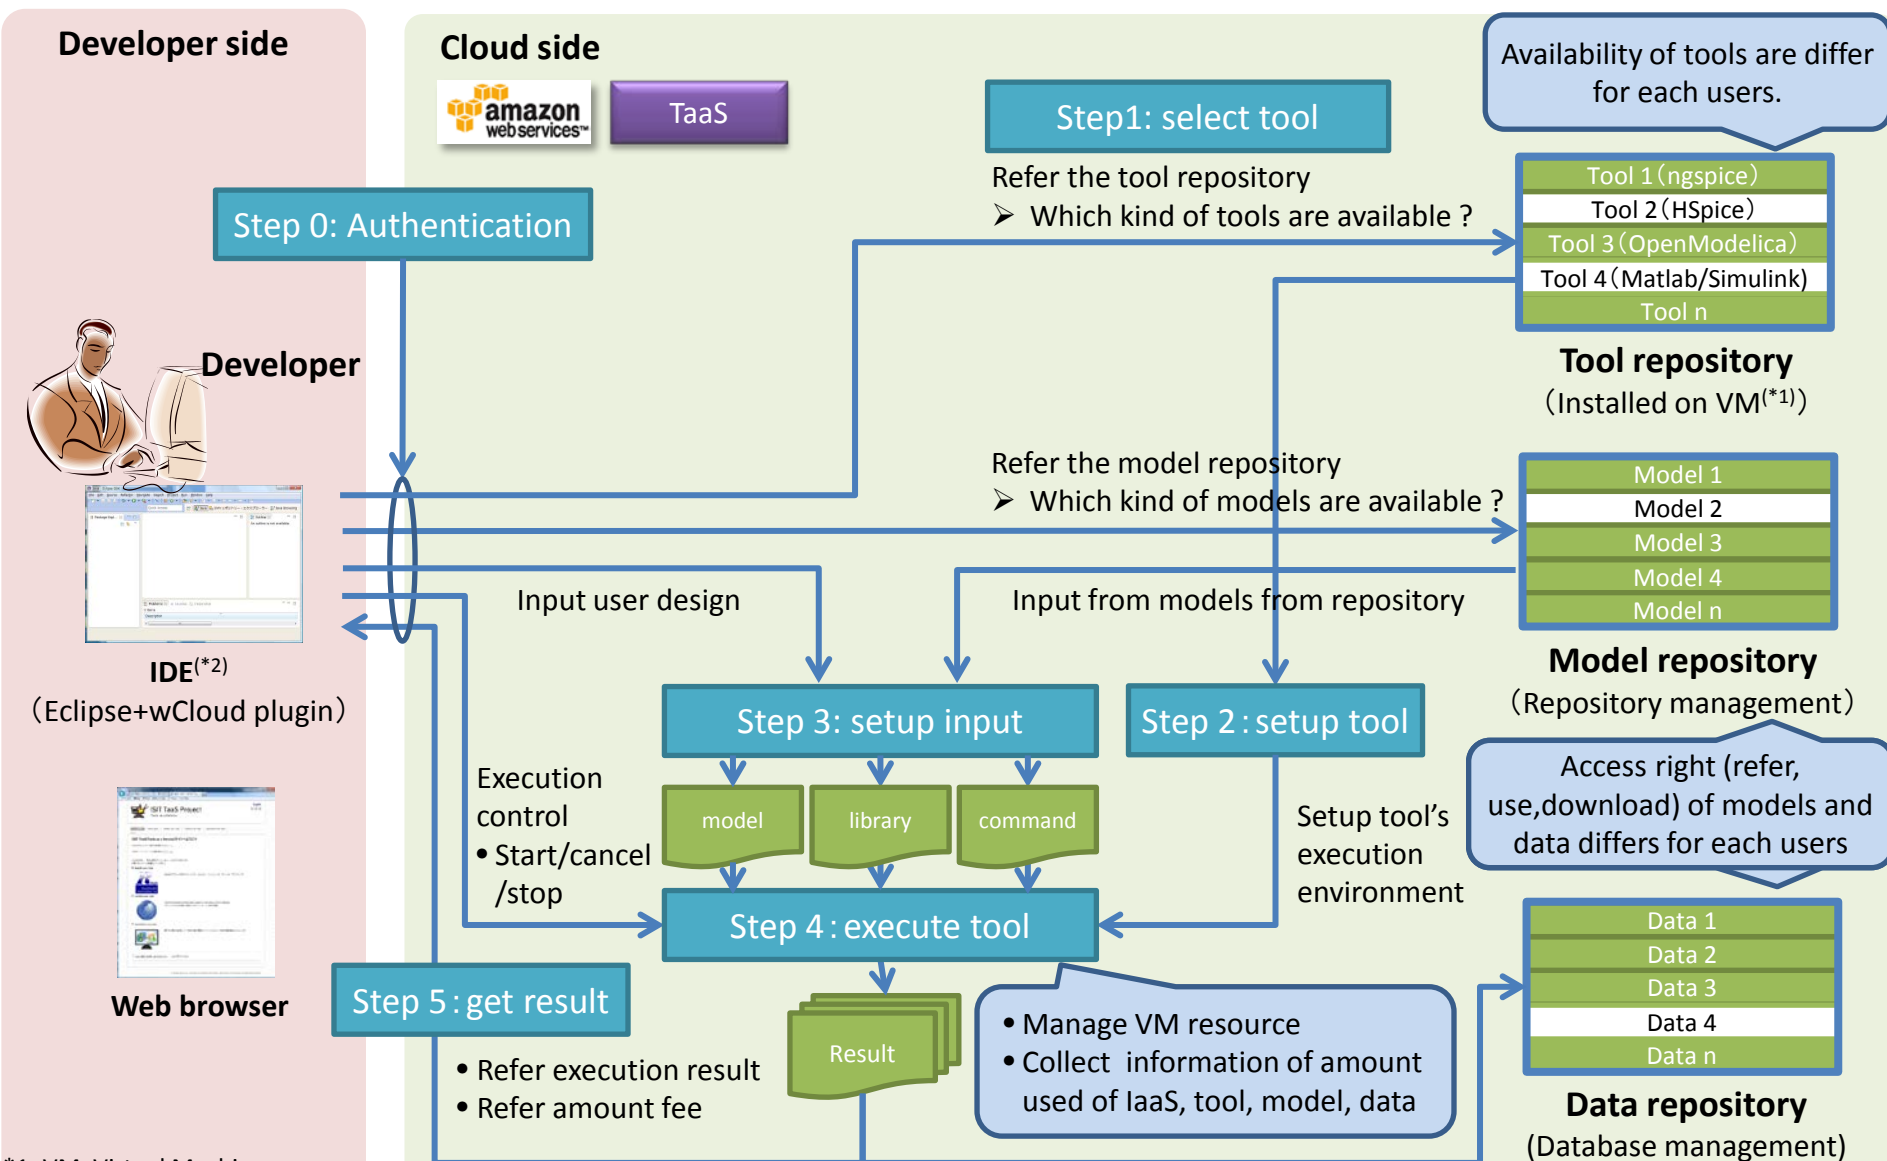 Developer side
Cloud side
amazon
web services™
TaaS
Step1: select tool
Availability of tools are differ
for each users.
Refer the tool repository
➢ Which kind of tools are available ?
Step 0: Authentication
Tool 1(ngspice)
Tool 2(HSpice)
Tool 3(OpenModelica)
Tool 4(Matlab/Simulink)
Tool n
Tool repository
(Installed on VM(*1))
Developer
Refer the model repository
➢ Which kind of models are available ?
Model 1
Model 2
Model 3
Model 4
Model n
Model repository
(Repository management)
Input user design
Input from models from repository
IDE(*2)
(Eclipse+wCloud plugin)
Step 3: setup input
Step 2:setup tool
Access right (refer,
use,download) of models and
data differs for each users
Execution
control
• Start/cancel
/stop
model
library
command
Setup tool's
execution
environment
ISIT TaaS Project
Step 4:execute tool
Web browser
Step 5:get result
• Refer execution result
• Refer amount fee
Result
• Manage VM resource
• Collect information of amount
used of IaaS, tool, model, data
Data 1
Data 2
Data 3
Data 4
Data n
Data repository
(Database management)